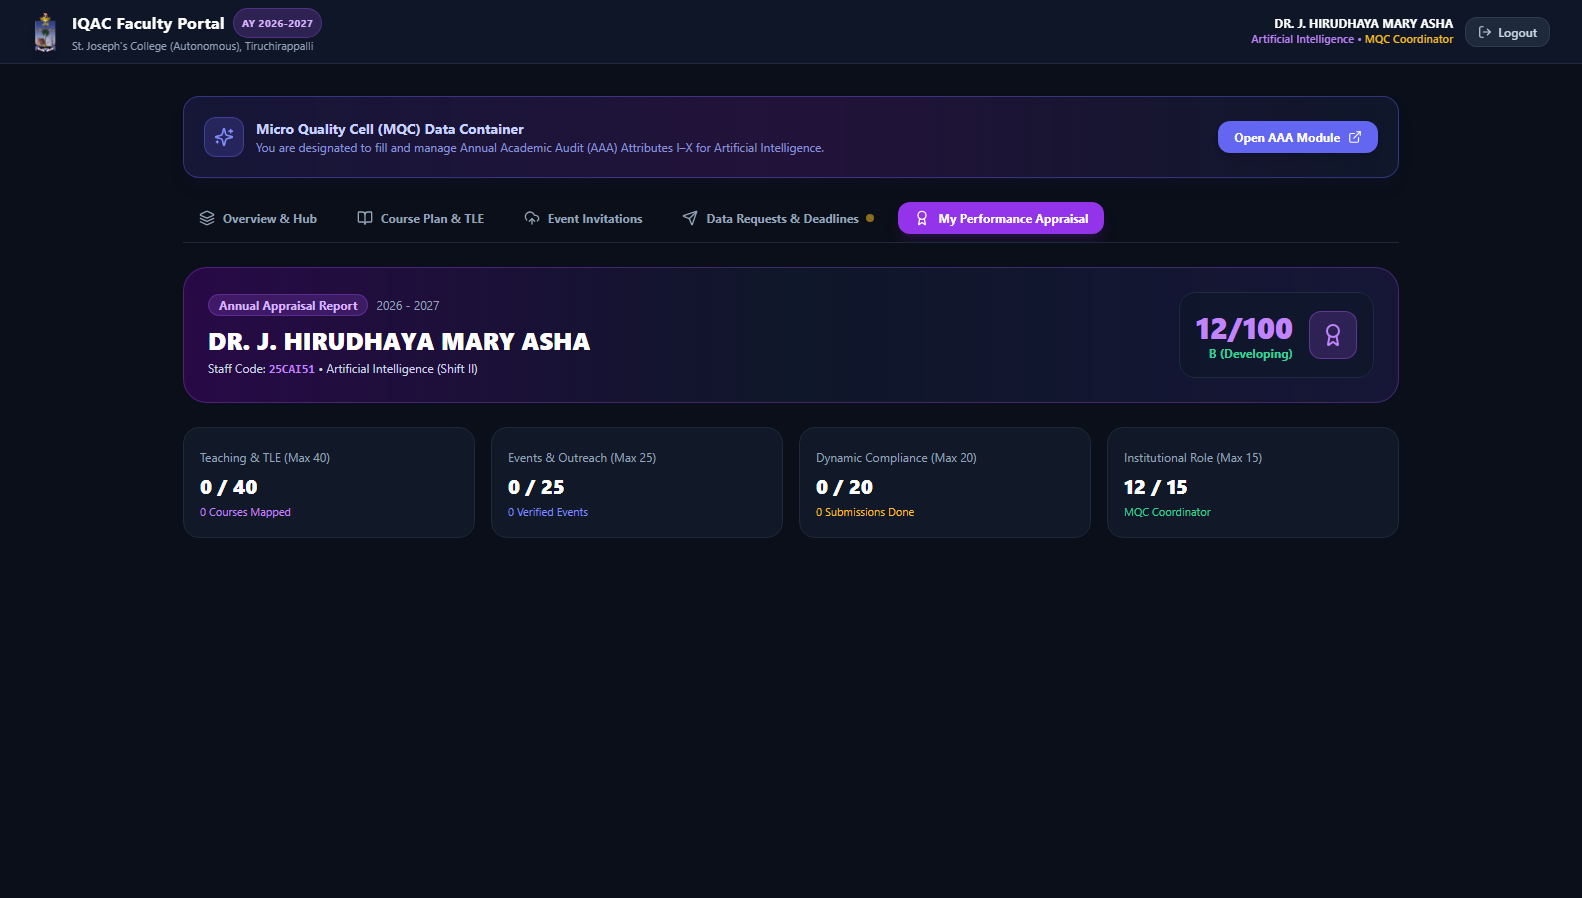 IQAC Faculty Portal
AY 2026-2027
St. Joseph's College (Autonomous), Tiruchirappalli
DR. J. HIRUDHAYA MARY ASHA
Artificial Intelligence • MQC Coordinator
Logout
Micro Quality Cell (MQC) Data Container
You are designated to fill and manage Annual Academic Audit (AAA) Attributes I–X for Artificial Intelligence.
Open AAA Module
Overview & Hub
Course Plan & TLE
Event Invitations
Data Requests & Deadlines
My Performance Appraisal
Annual Appraisal Report
2026 - 2027
DR. J. HIRUDHAYA MARY ASHA
Staff Code: 25CAI51 • Artificial Intelligence (Shift II)
12/100
B (Developing)
Teaching & TLE (Max 40)
0 / 40
0 Courses Mapped
Events & Outreach (Max 25)
0 / 25
0 Verified Events
Dynamic Compliance (Max 20)
0 / 20
0 Submissions Done
Institutional Role (Max 15)
12 / 15
MQC Coordinator